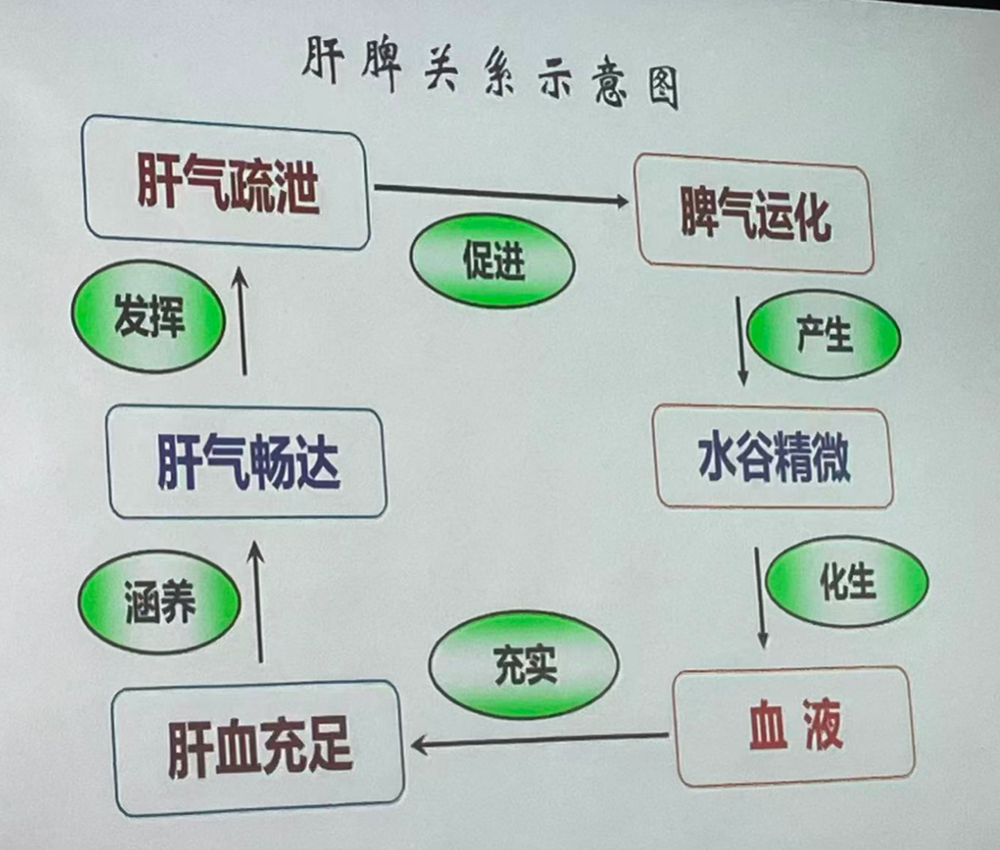 肝脾关系示意图
肝气疏泄
促进
脾气运化
发挥
产生
肝气畅达
水谷精微
涵养
化生
肝血充足
充实
血液